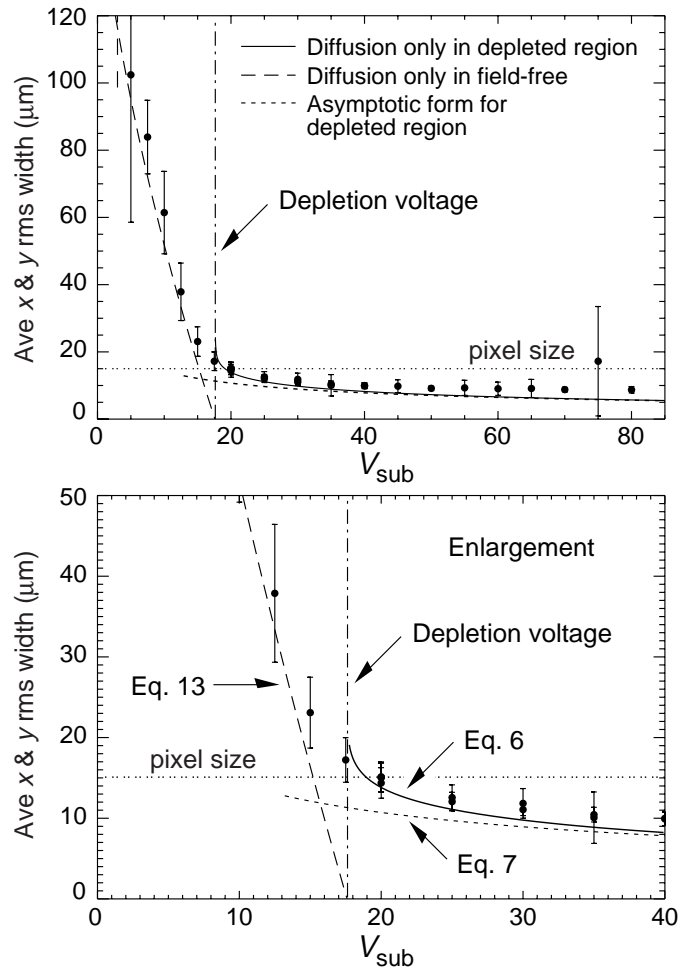 120
100
80
60
40
20
0
Ave x & y rms width (μm)
Diffusion only in depleted region
Diffusion only in field-free
Asymptotic form for
depleted region
Depletion voltage
pixel size
0 20 40 60 80
V_sub
50
40
30
20
10
0
Ave x & y rms width (μm)
Enlargement
Depletion voltage
Eq. 13
Eq. 6
pixel size
Eq. 7
0 10 20 30 40
V_sub